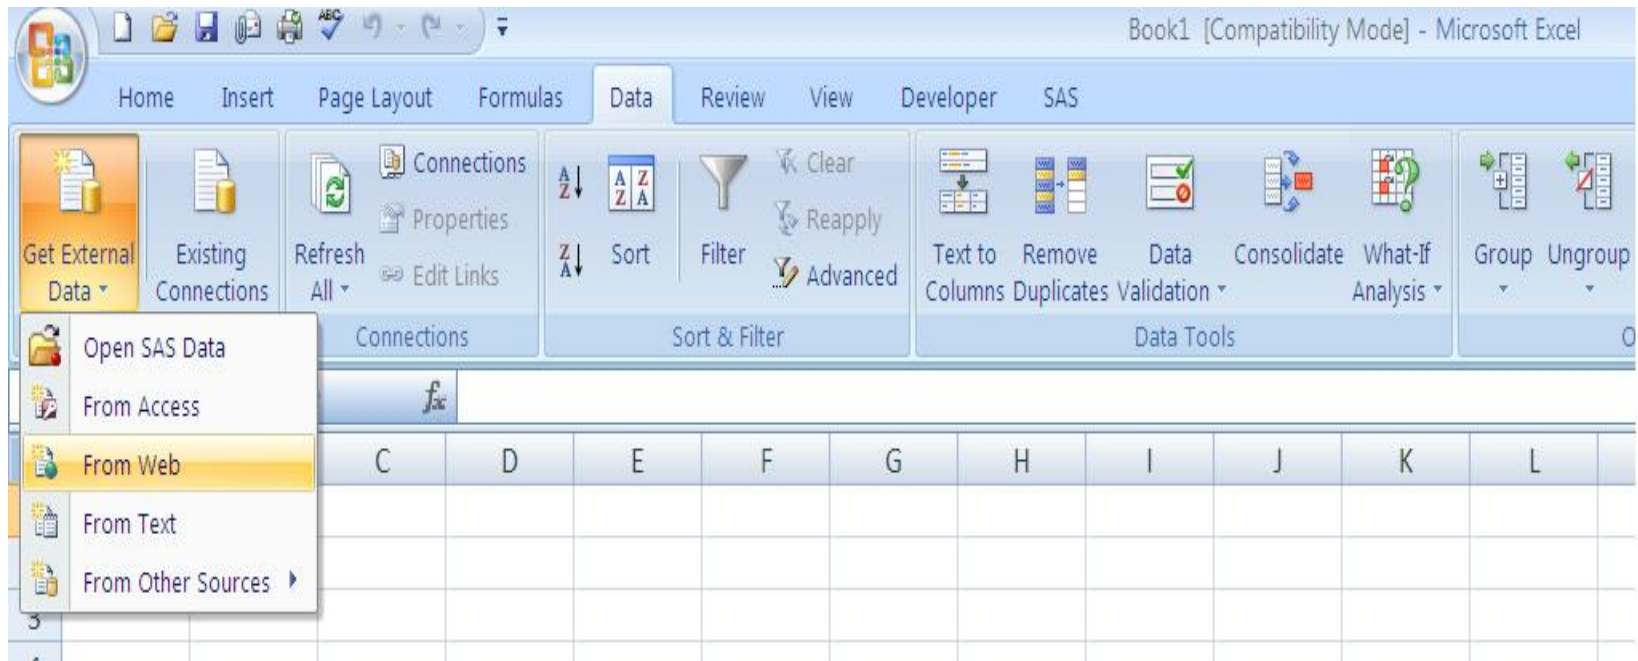 Book1 [Compatibility Mode] - Microsoft Excel
Home Insert Page Layout Formulas Data Review View Developer SAS
Get External Data
Existing Connections
Refresh All
Connections
Properties
Edit Links
Connections
Sort
Filter
Clear
Reapply
Advanced
Sort & Filter
Text to Columns
Remove Duplicates
Data Validation
Consolidate
What-If Analysis
Data Tools
Group
Ungroup
Open SAS Data
From Access
From Web
From Text
From Other Sources
fx
C D E F G H I J K L
3